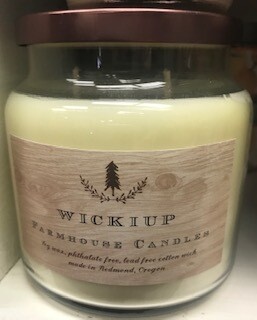 WICKIUP
FARMHOUSE CANDLES
Soy wax, phthalate free, lead free cotton wick
made in Redmond, Oregon.